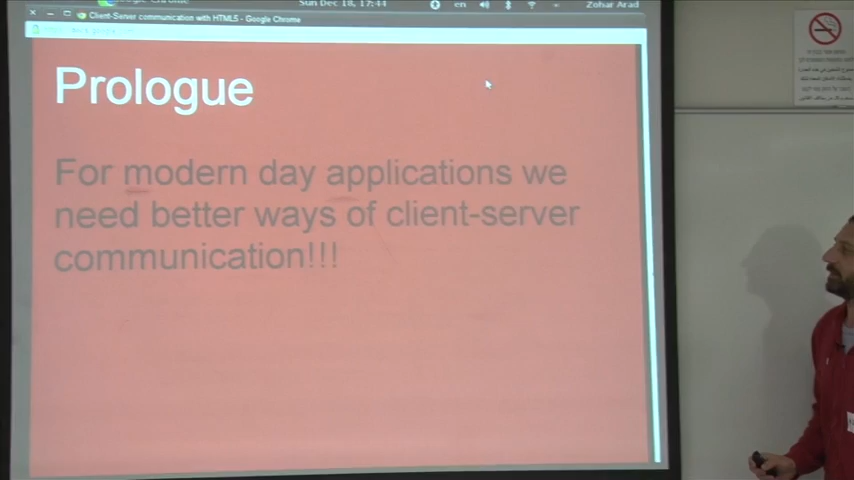 Sun Dec 18, 17:44
en
Zohar Arad
Client-Server communication with HTML5 - Google Chrome
Prologue
For modern day applications we
need better ways of client-server
communication!!!